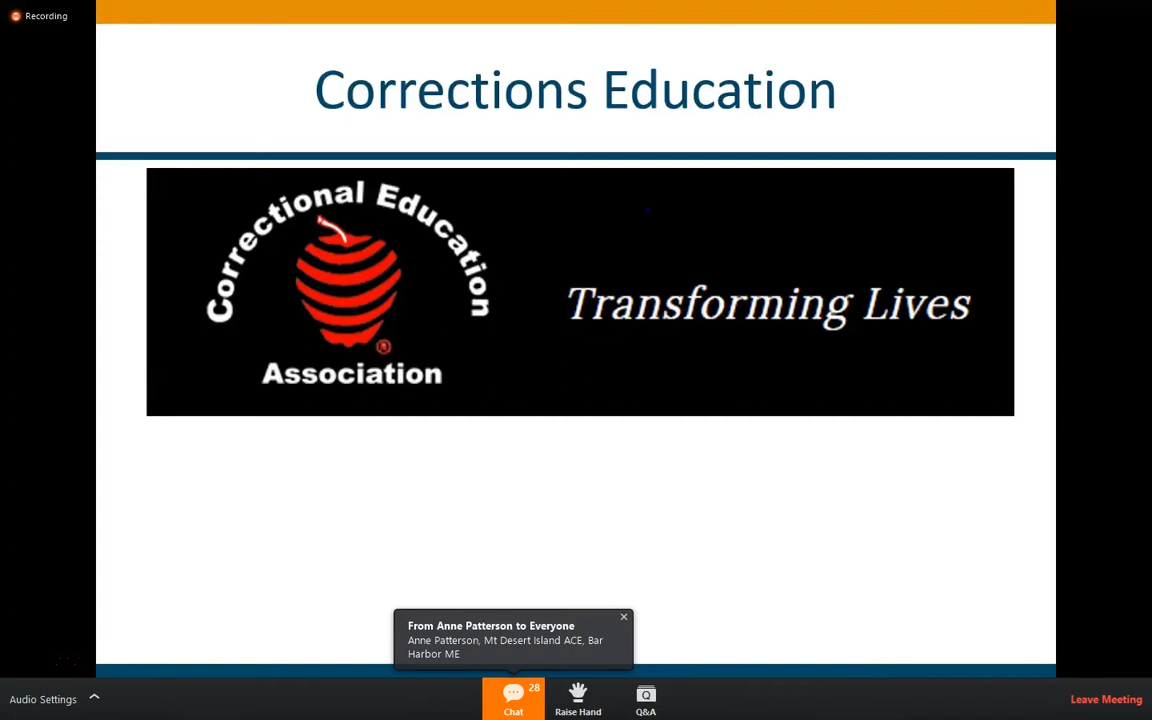 Recording
Corrections Education
Correctional Education
Association
®
Transforming Lives
From Anne Patterson to Everyone
Anne Patterson, Mt Desert Island ACE, Bar
Harbor ME
Audio Settings
28
Chat
Raise Hand
Q
Q&A
Leave Meeting